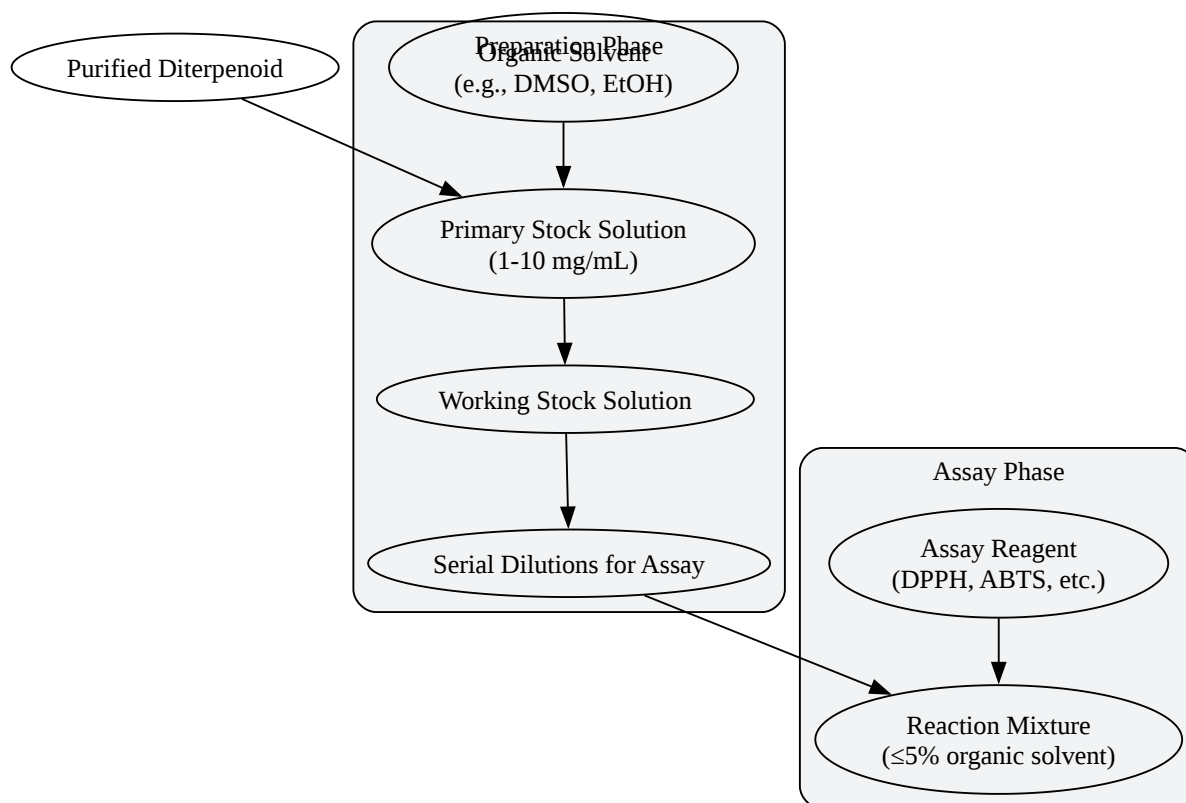 Purified Diterpenoid
Preparation Phase
Organic Solvent
(e.g., DMSO, EtOH)
Primary Stock Solution
(1-10 mg/mL)
Working Stock Solution
Serial Dilutions for Assay
Assay Phase
Assay Reagent
(DPPH, ABTS, etc.)
Reaction Mixture
(≤5% organic solvent)